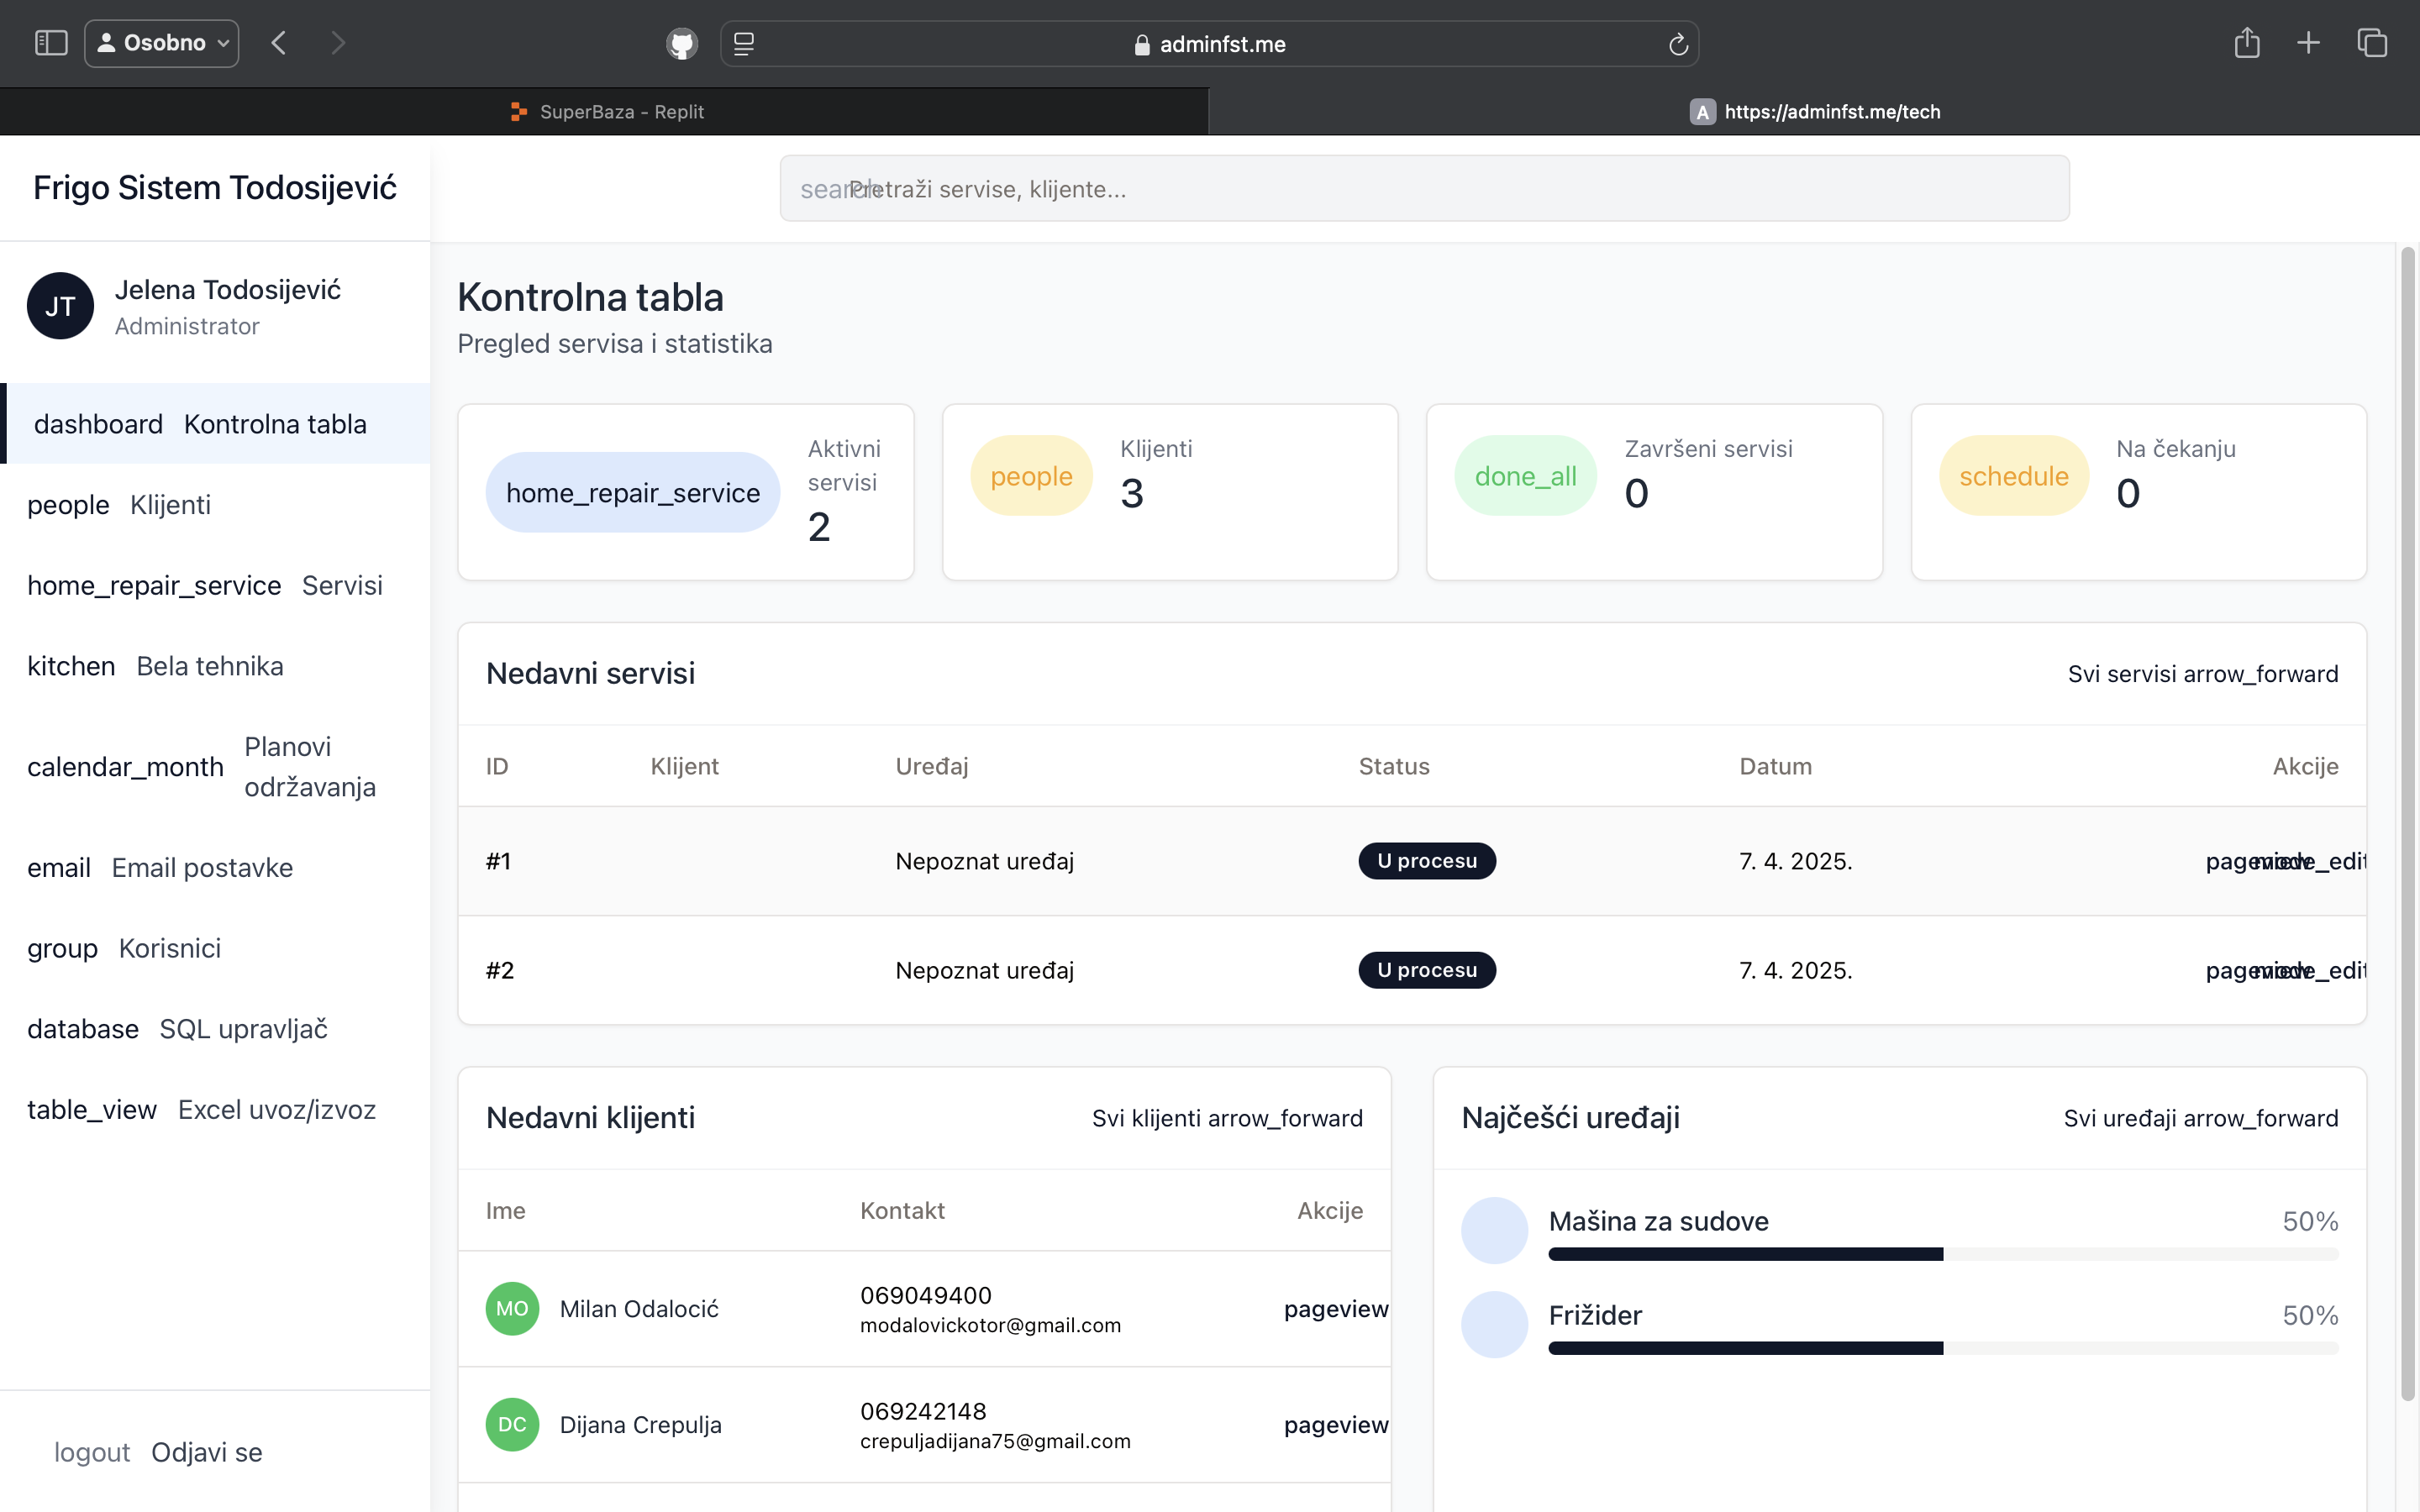 Osobno
adminfst.me
SuperBaza - Replit
A https://adminfst.me/tech
Frigo Sistem Todosijević
search
Pretraži servise, klijente...
JT
Jelena Todosijević
Administrator
dashboard Kontrolna tabla
people Klijenti
home_repair_service Servisi
kitchen Bela tehnika
calendar_month Planovi
održavanja
email Email postavke
group Korisnici
database SQL upravljač
table_view Excel uvoz/izvoz
logout Odjavi se
Kontrolna tabla
Pregled servisa i statistika
home_repair_service
Aktivni
servisi
2
people
Klijenti
3
done_all
Završeni servisi
0
schedule
Na čekanju
0
Nedavni servisi
Svi servisi arrow_forward
ID Klijent Uređaj Status Datum Akcije
#1 Nepoznat uređaj U procesu 7. 4. 2025. pageview mode_edit
#2 Nepoznat uređaj U procesu 7. 4. 2025. pageview mode_edit
Nedavni klijenti
Svi klijenti arrow_forward
Ime Kontakt Akcije
MO Milan Odalocić
069049400
modalovickotor@gmail.com
pageview
DC Dijana Crepulja
069242148
crepuljadijana75@gmail.com
pageview
Najčešći uređaji
Svi uređaji arrow_forward
Mašina za sudove 50%
Frižider 50%